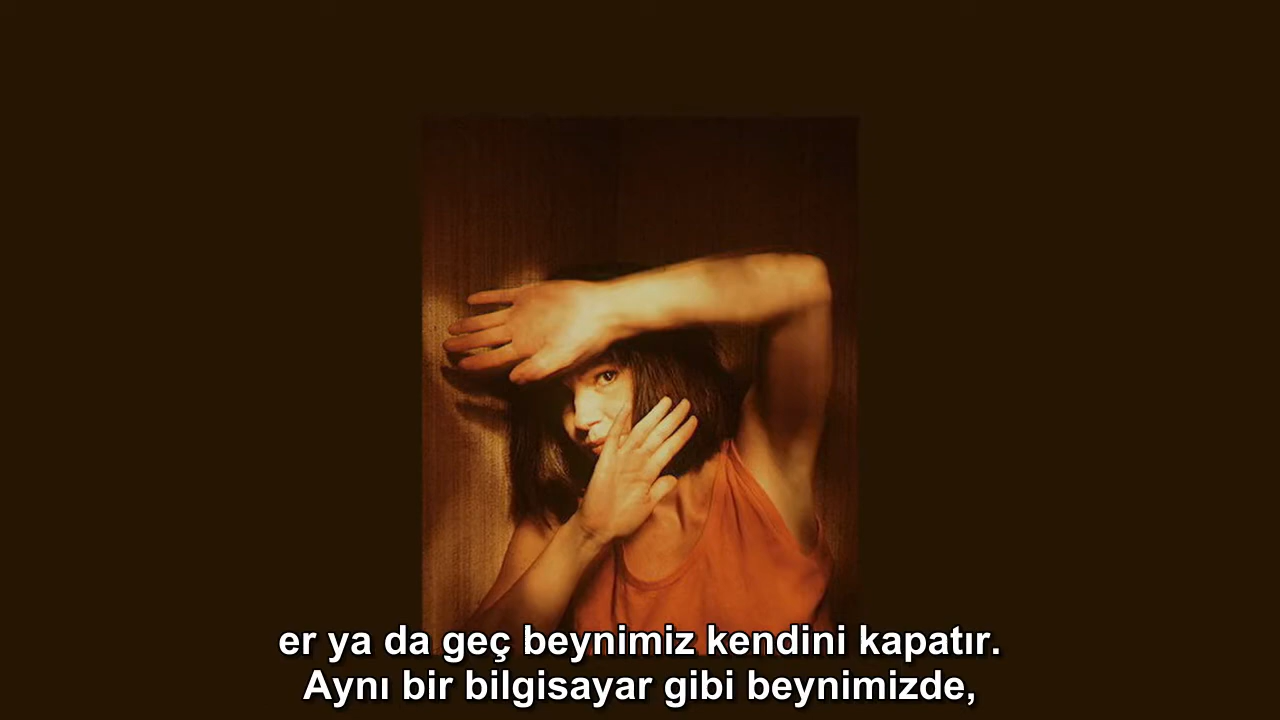 er ya da geç beynimiz kendini kapatır.
Aynı bir bilgisayar gibi beynimizde,